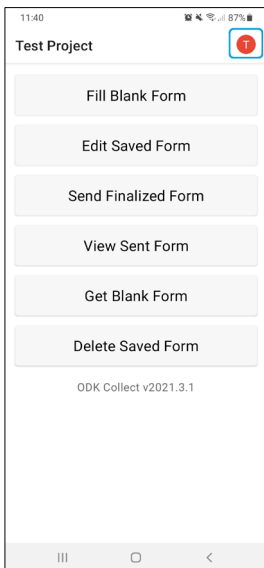 11:40 87%
Test Project T
Fill Blank Form
Edit Saved Form
Send Finalized Form
View Sent Form
Get Blank Form
Delete Saved Form
ODK Collect v2021.3.1